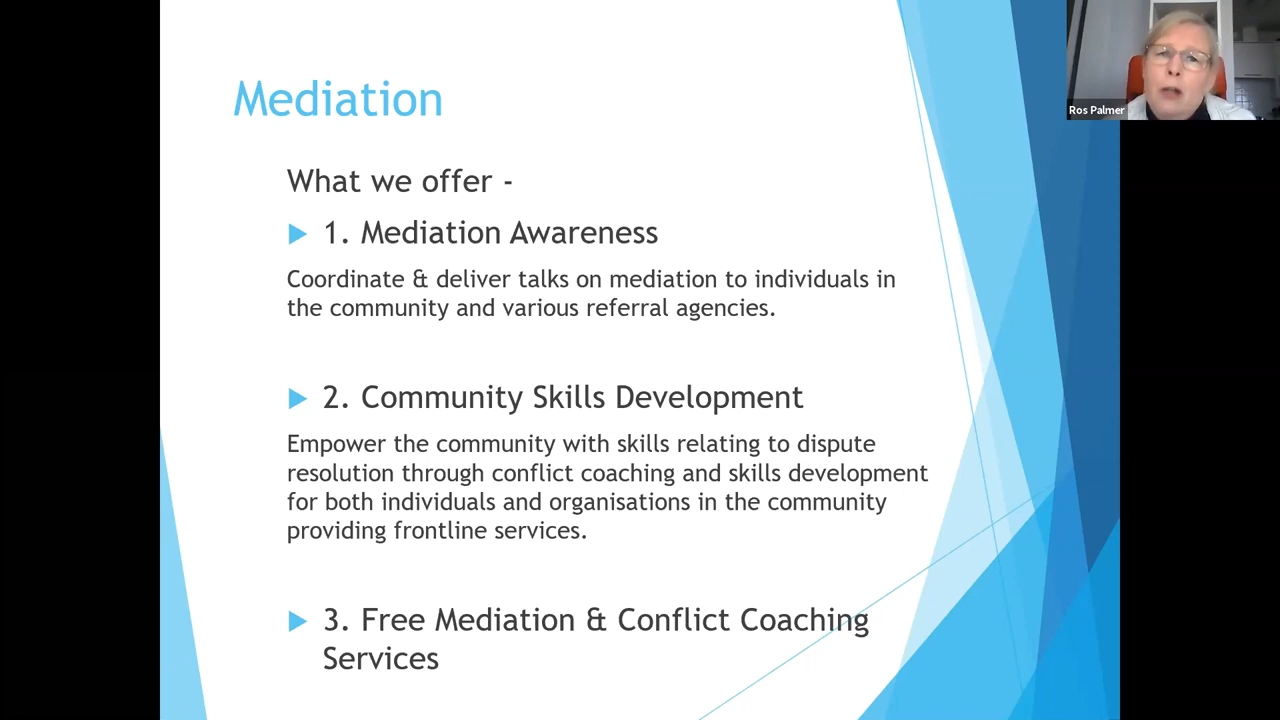 Mediation
What we offer -
1. Mediation Awareness
Coordinate & deliver talks on mediation to individuals in
the community and various referral agencies.
2. Community Skills Development
Empower the community with skills relating to dispute
resolution through conflict coaching and skills development
for both individuals and organisations in the community
providing frontline services.
3. Free Mediation & Conflict Coaching
Services
Ros Palmer